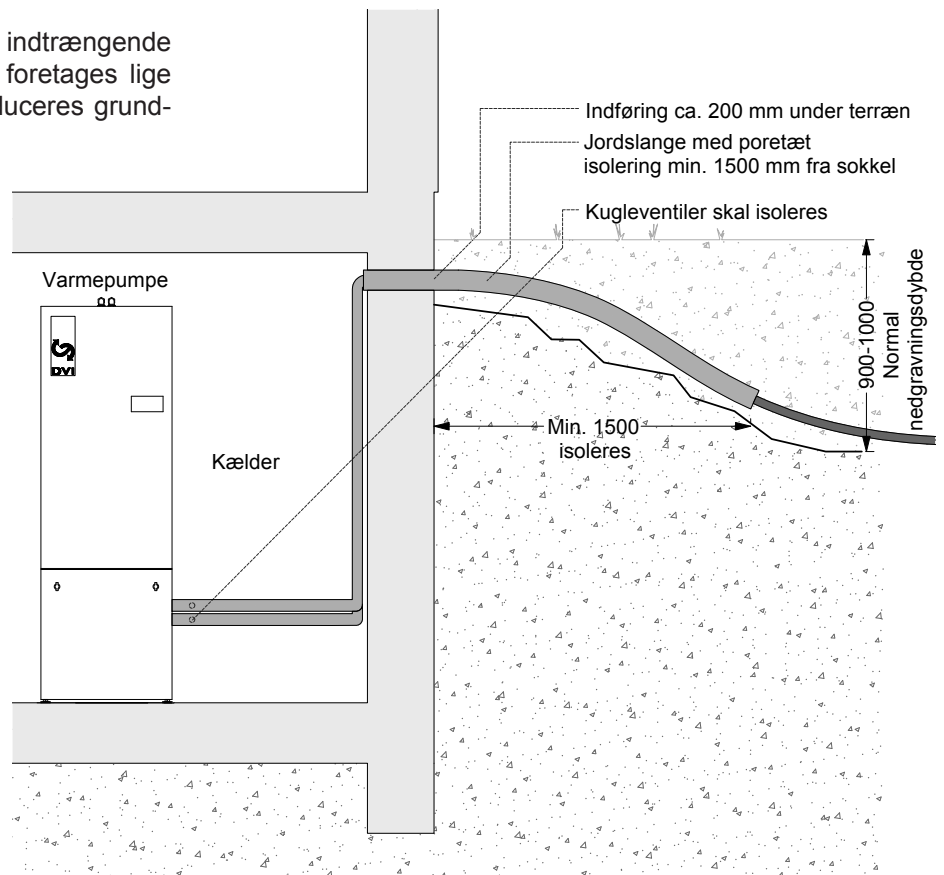 indtrængende
foretages lige
luceres grund-
Indføring ca. 200 mm under terræn
Jordslange med poretæt
isolering min. 1500 mm fra sokkel
Kugleventiler skal isoleres
Varmepumpe
DVI
Kælder
Min. 1500
isoleres
900-1000
Normal
nedgravningsdybde